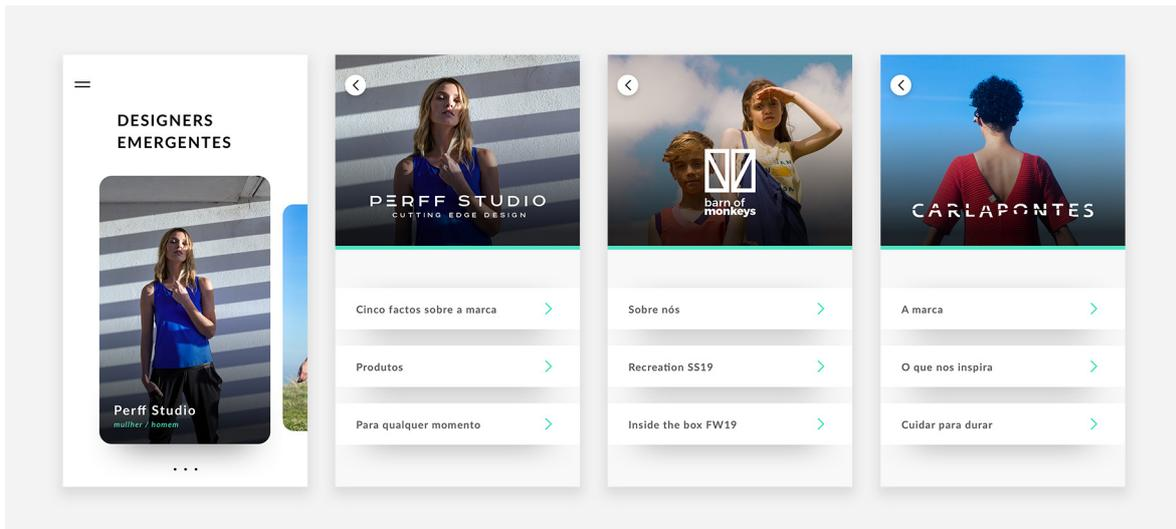 DESIGNERS
EMERGENTES
Perff Studio
mullher / homem
PERFF STUDIO
CUTTING EDGE DESIGN
Cinco factos sobre a marca
Produtos
Para qualquer momento
barn of
monkeys
Sobre nós
Recreation SS19
Inside the box FW19
CARLAPONTES
A marca
O que nos inspira
Cuidar para durar